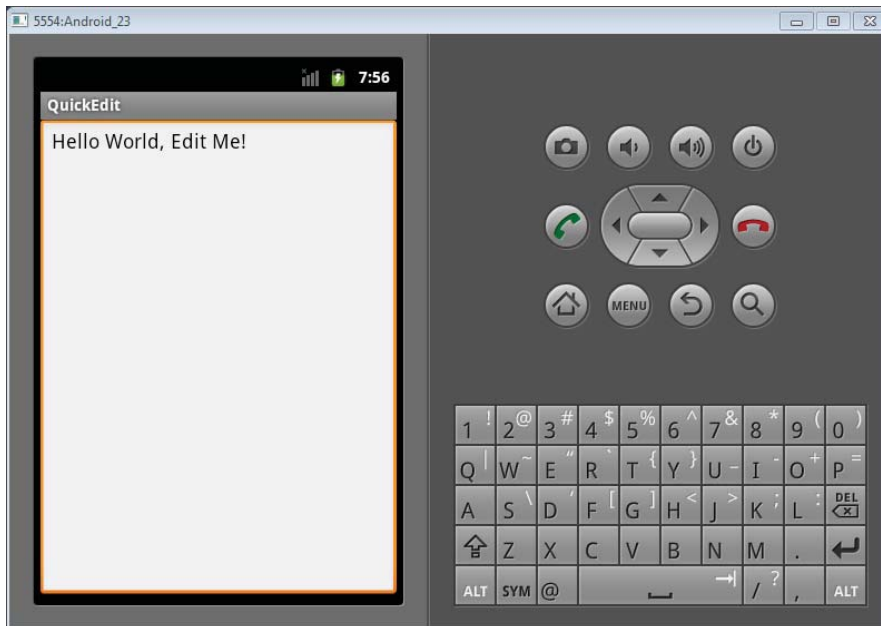 5554:Android_23
7:56
QuickEdit
Hello World, Edit Me!
MENU
1 ! 2 @ 3 # 4 $ 5 % 6 ^ 7 & 8 * 9 ( 0 )
Q | W ~ E " R ` T { Y } U _ I - O + P =
A S \ D ' F [ G ] H < J > K ; L : DEL
Z X C V B N M .
ALT SYM @ / ? , ALT